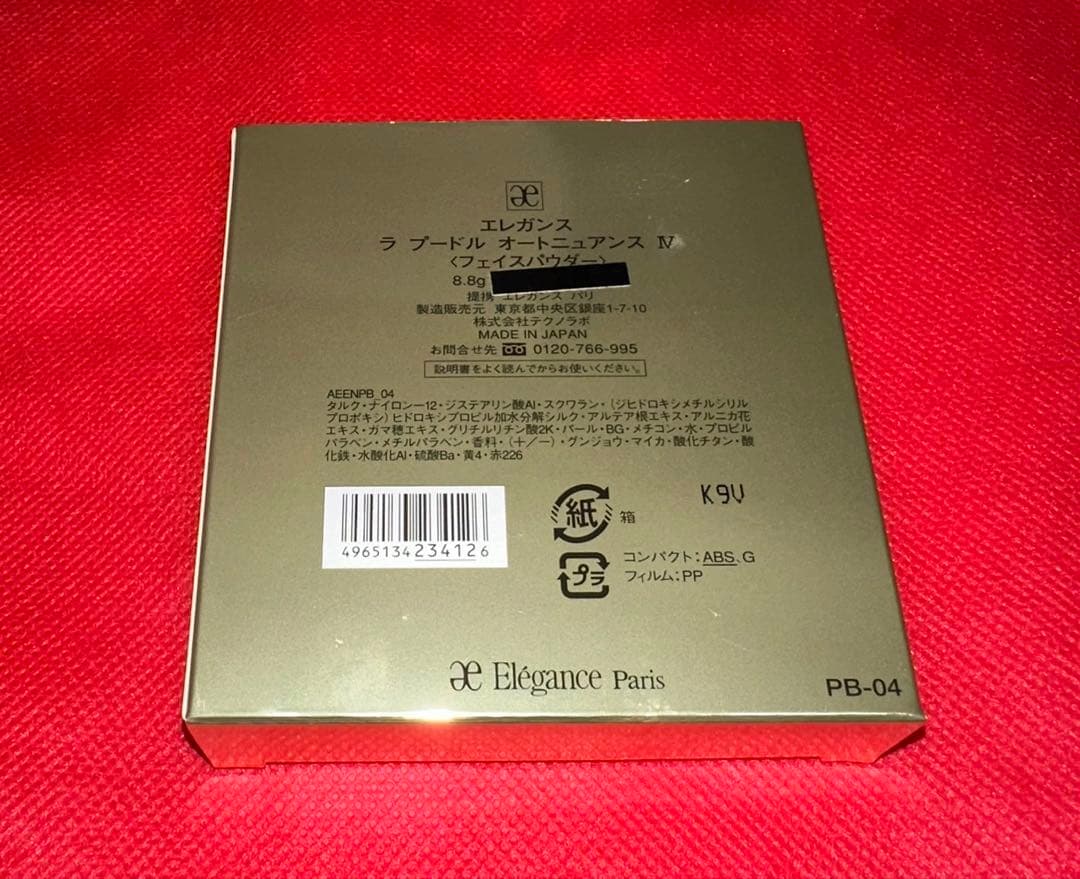 æ
エレガンス
ラ プードル オートニュアンス Ⅳ
〈フェイスパウダー〉
8.8g
提携 エレガンス パリ
製造販売元 東京都中央区銀座1-7-10
株式会社テクノラボ
MADE IN JAPAN
お問合せ先 0120-766-995
説明書をよく読んでからお使いください。
AEENPB_04
タルク・ナイロンー12・ジステアリン酸Al・スクワラン・(ジヒドロキシメチルシリル
プロポキシ)ヒドロキシプロピル加水分解シルク・アルテア根エキス・アルニカ花
エキス・ガマ穂エキス・グリチルリチン酸2K・パール・BG・メチコン・水・プロピル
パラベン・メチルパラベン・香料・(+/-)・グンジョウ・マイカ・酸化チタン・酸
化鉄・水酸化Al・硫酸Ba・黄4・赤226
4965134234126
紙 箱
K9V
プラ コンパクト:ABS、G
フィルム:PP
æ Elégance Paris
PB-04